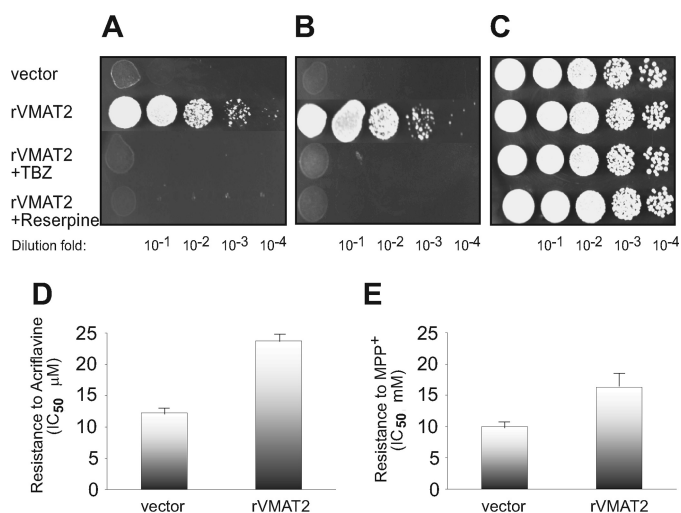 A B C
vector
rVMAT2
rVMAT2
+TBZ
rVMAT2
+Reserpine
Dilution fold: 10-1 10-2 10-3 10-4 10-1 10-2 10-3 10-4 10-1 10-2 10-3 10-4
D
Resistance to Acriflavine
(IC50 μM)
25
20
15
10
5
0
vector rVMAT2
E
Resistance to MPP+
(IC50 mM)
25
20
15
10
5
0
vector rVMAT2